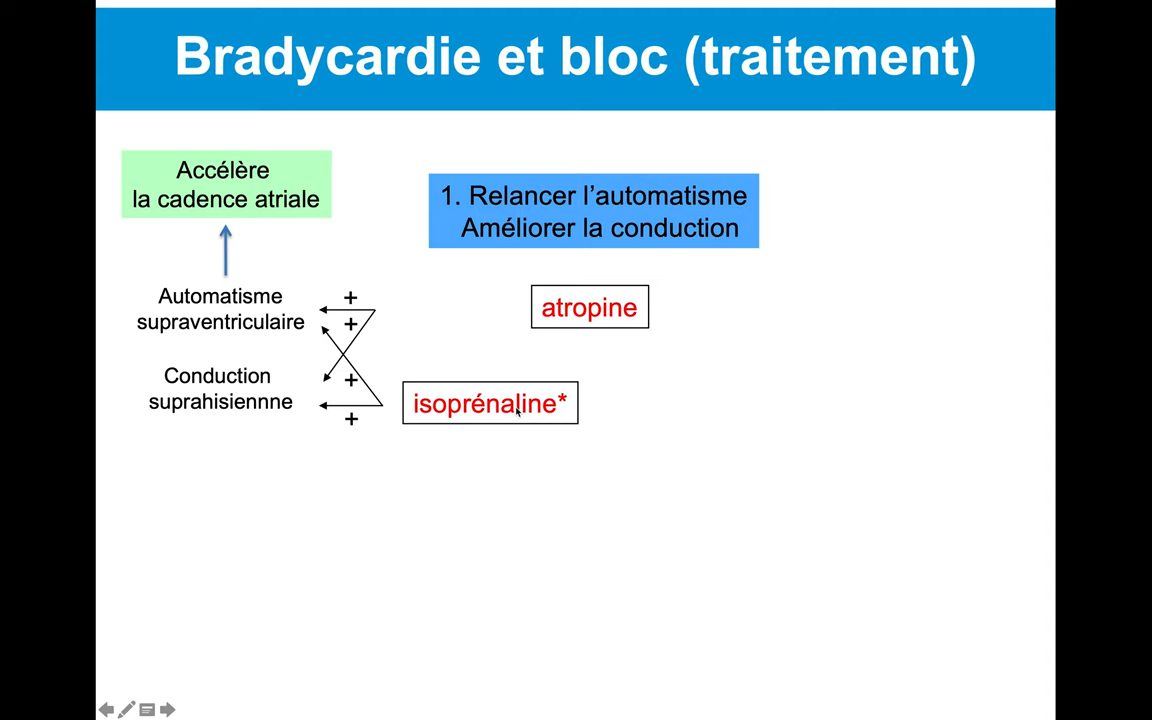 Bradycardie et bloc (traitement)
Accélère
la cadence atriale
1. Relancer l’automatisme
Améliorer la conduction
Automatisme
supraventriculaire
+
+
atropine
Conduction
suprahisiennne
+
+
isoprénaline*